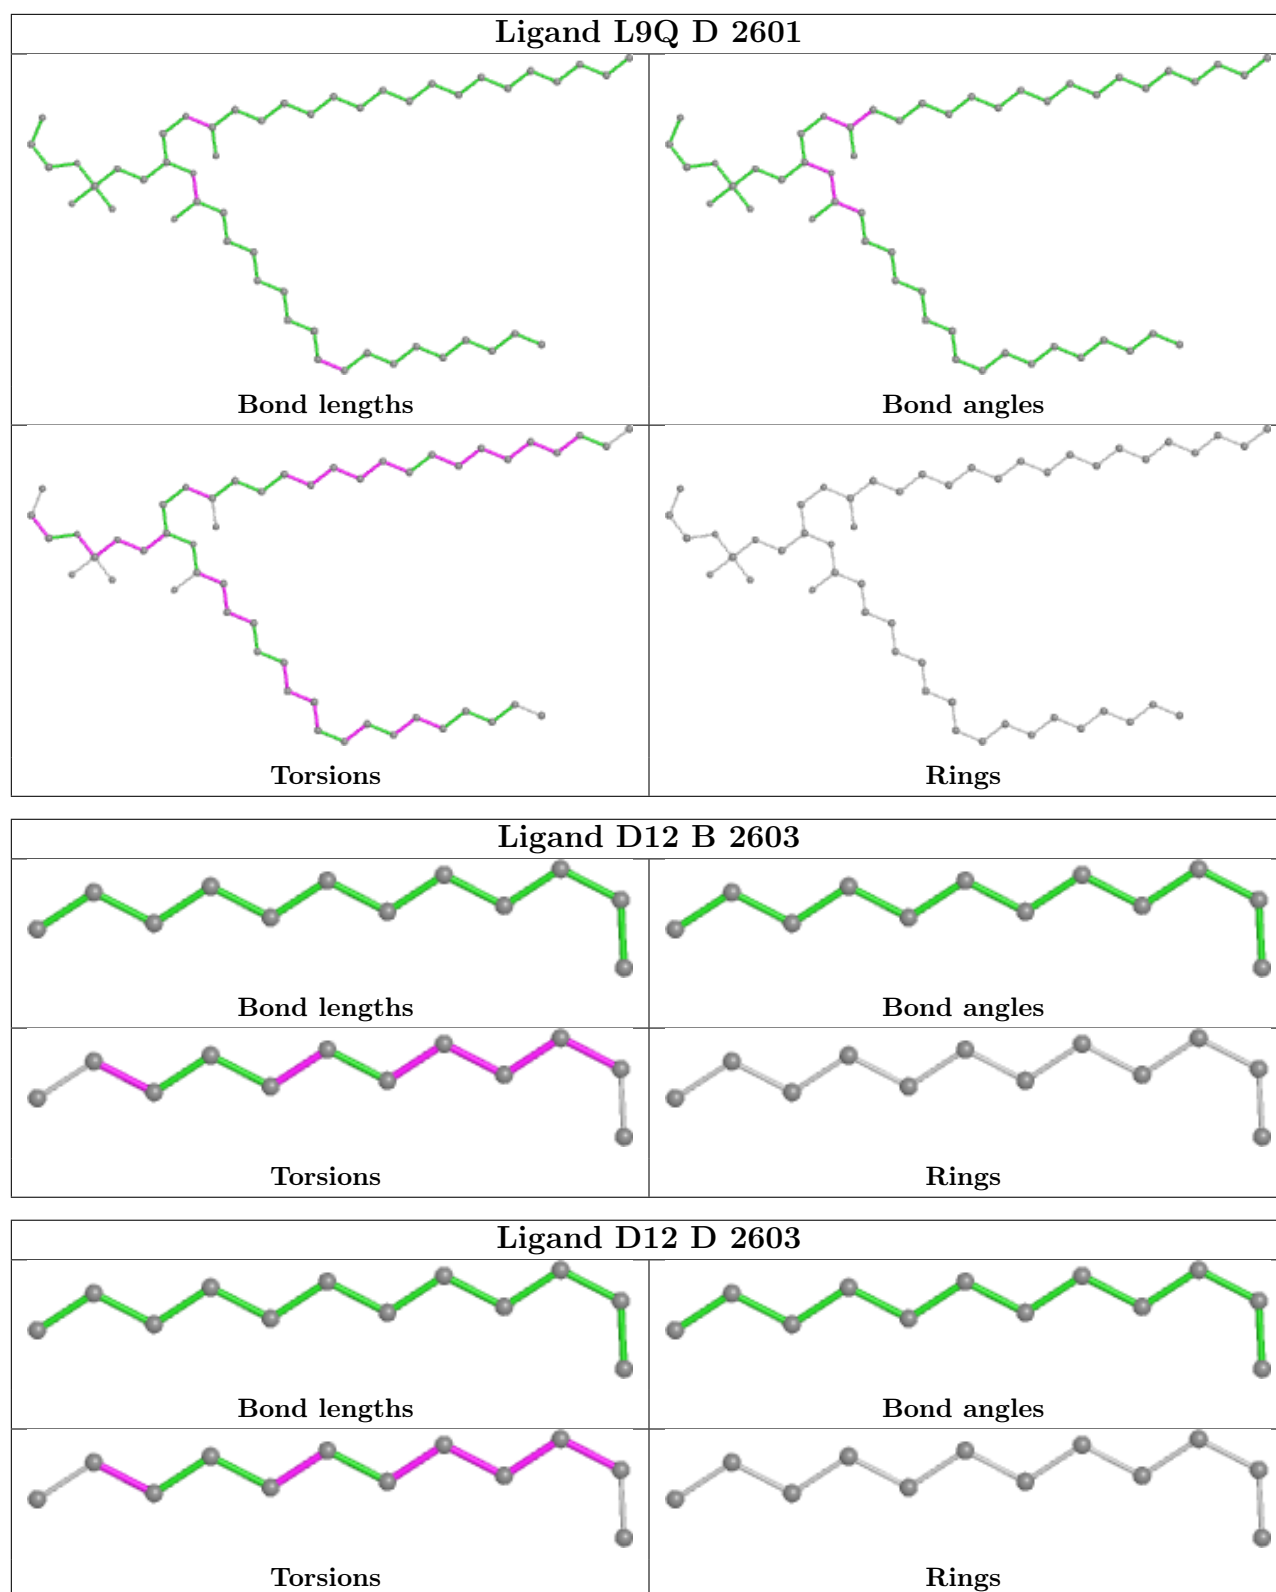 Ligand L9Q D 2601
Bond lengths
Bond angles
Torsions
Rings
Ligand D12 B 2603
Bond lengths
Bond angles
Torsions
Rings
Ligand D12 D 2603
Bond lengths
Bond angles
Torsions
Rings